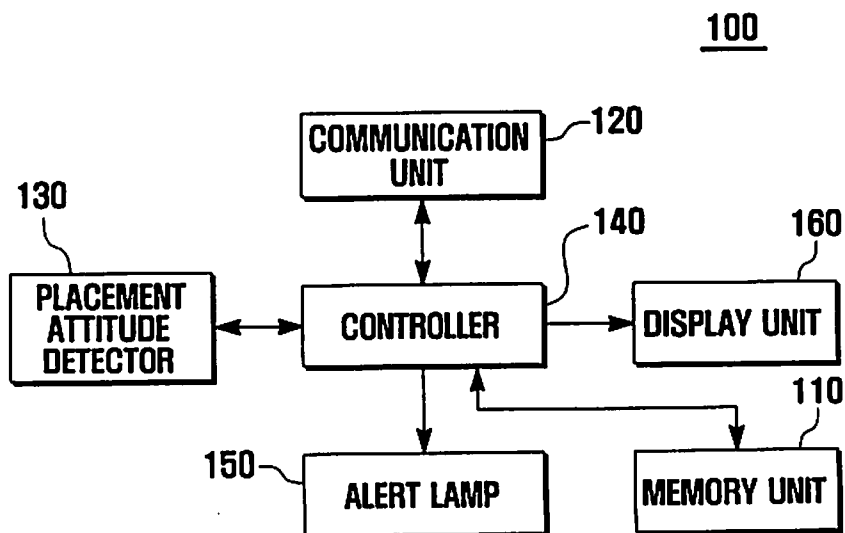 100
COMMUNICATION
UNIT
120
130
140
160
PLACEMENT
ATTITUDE
DETECTOR
CONTROLLER
DISPLAY UNIT
110
150
ALERT LAMP
MEMORY UNIT